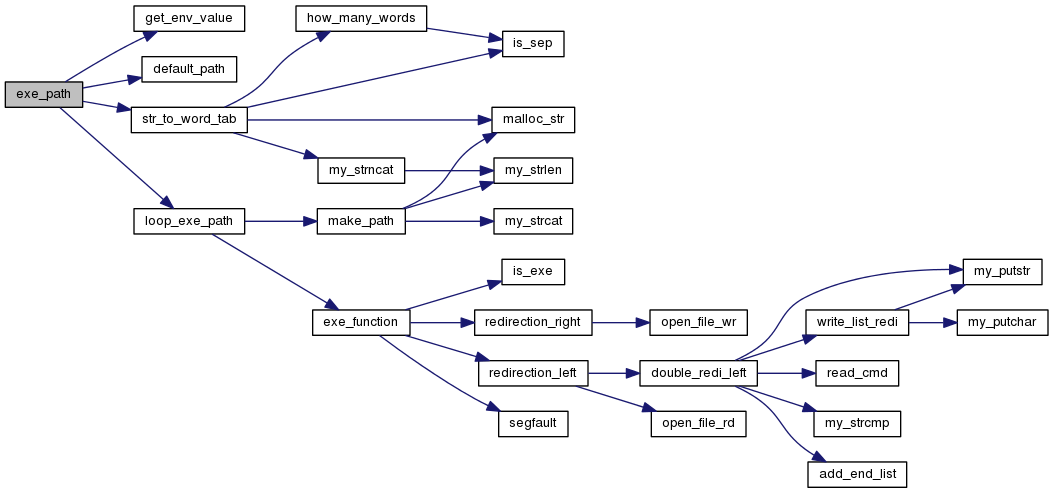 get_env_value
how_many_words
is_sep
default_path
exe_path
str_to_word_tab
malloc_str
my_strncat
my_strlen
loop_exe_path
make_path
my_strcat
is_exe
my_putstr
exe_function
redirection_right
open_file_wr
write_list_redi
my_putchar
redirection_left
double_redi_left
read_cmd
segfault
open_file_rd
my_strcmp
add_end_list